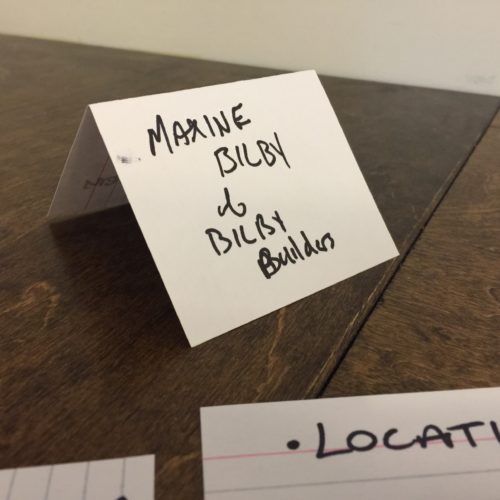 MAXINE
BILBY
&
BILBY
Builders
• LOCATI